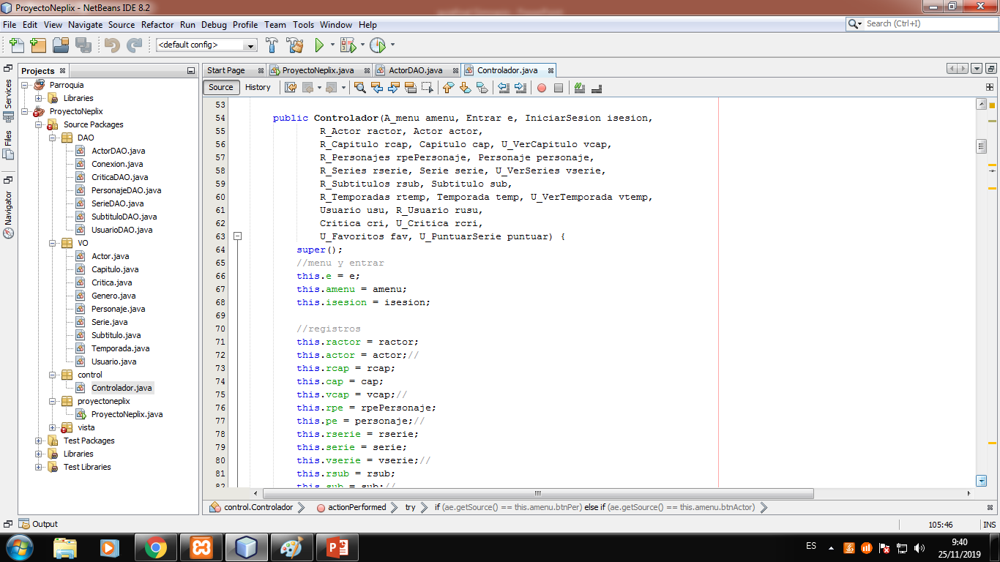 ProyectoNeplix - NetBeans IDE 8.2
File Edit View Navigate Source Refactor Run Debug Profile Team Tools Window Help
Search (Ctrl+I)
<default config>
Projects
Services
Files
Navigator
Parroquia
Libraries
ProyectoNeplix
Source Packages
DAO
ActorDAO.java
Conexion.java
CriticaDAO.java
PersonajeDAO.java
SerieDAO.java
SubtituloDAO.java
UsuarioDAO.java
VO
Actor.java
Capitulo.java
Critica.java
Genero.java
Personaje.java
Serie.java
Subtitulo.java
Temporada.java
Usuario.java
control
Controlador.java
proyectoneplix
ProyectoNeplix.java
vista
Test Packages
Libraries
Test Libraries
Start Page ProyectoNeplix.java ActorDAO.java Controlador.java
Source History
53
54 public Controlador(A_menu amenu, Entrar e, IniciarSesion isesion,
55 R_Actor ractor, Actor actor,
56 R_Capitulo rcap, Capitulo cap, U_VerCapitulo vcap,
57 R_Personajes rpePersonaje, Personaje personaje,
58 R_Series rserie, Serie serie, U_VerSeries vserie,
59 R_Subtitulos rsub, Subtitulo sub,
60 R_Temporadas rtemp, Temporada temp, U_VerTemporada vtemp,
61 Usuario usu, R_Usuario rusu,
62 Critica cri, U_Critica rcri,
63 U_Favoritos fav, U_PuntuarSerie puntuar) {
64 super();
65 //menu y entrar
66 this.e = e;
67 this.amenu = amenu;
68 this.isesion = isesion;
69
70 //registros
71 this.ractor = ractor;
72 this.actor = actor;//
73 this.rcap = rcap;
74 this.cap = cap;
75 this.vcap = vcap;//
76 this.rpe = rpePersonaje;
77 this.pe = personaje;//
78 this.rserie = rserie;
79 this.serie = serie;
80 this.vserie = vserie;//
81 this.rsub = rsub;
82 this.sub = sub;//
control.Controlador actionPerformed try if (ae.getSource() == this.amenu.btnPer) else if (ae.getSource() == this.amenu.btnActor)
Output
105:46 INS
ES
9:40
25/11/2019